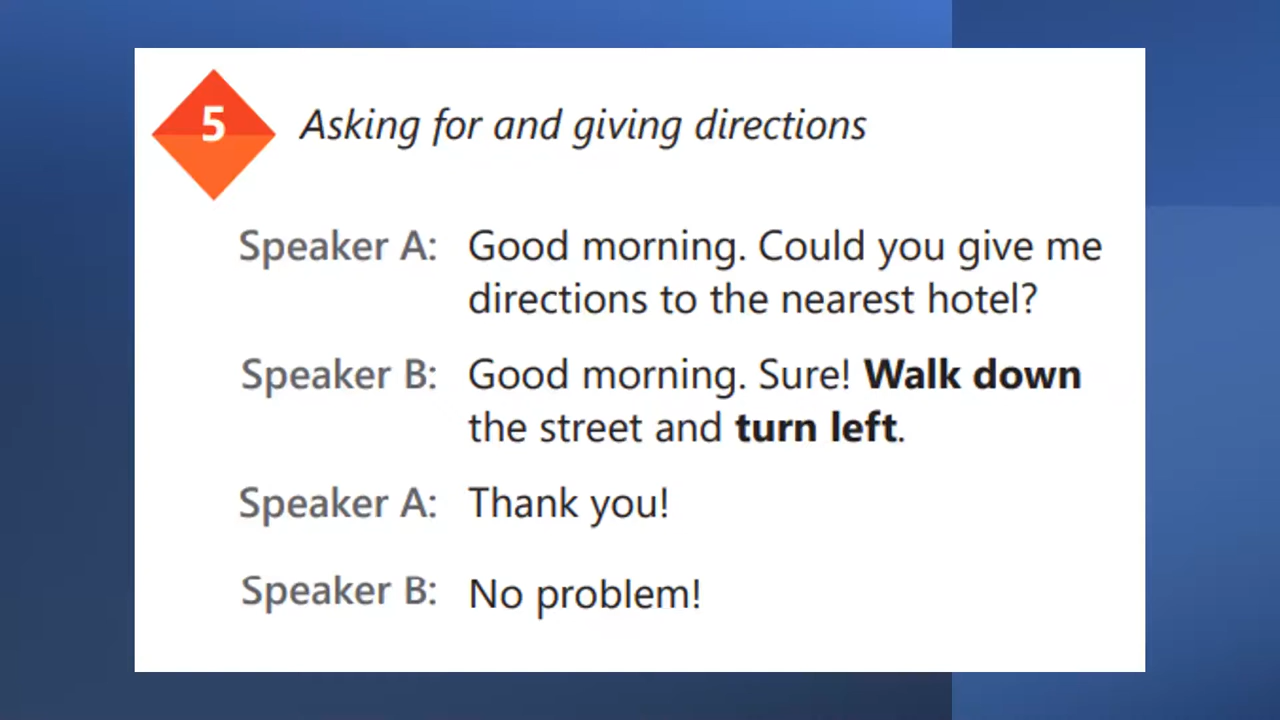 5
Asking for and giving directions
Speaker A: Good morning. Could you give me
directions to the nearest hotel?
Speaker B: Good morning. Sure! Walk down
the street and turn left.
Speaker A: Thank you!
Speaker B: No problem!